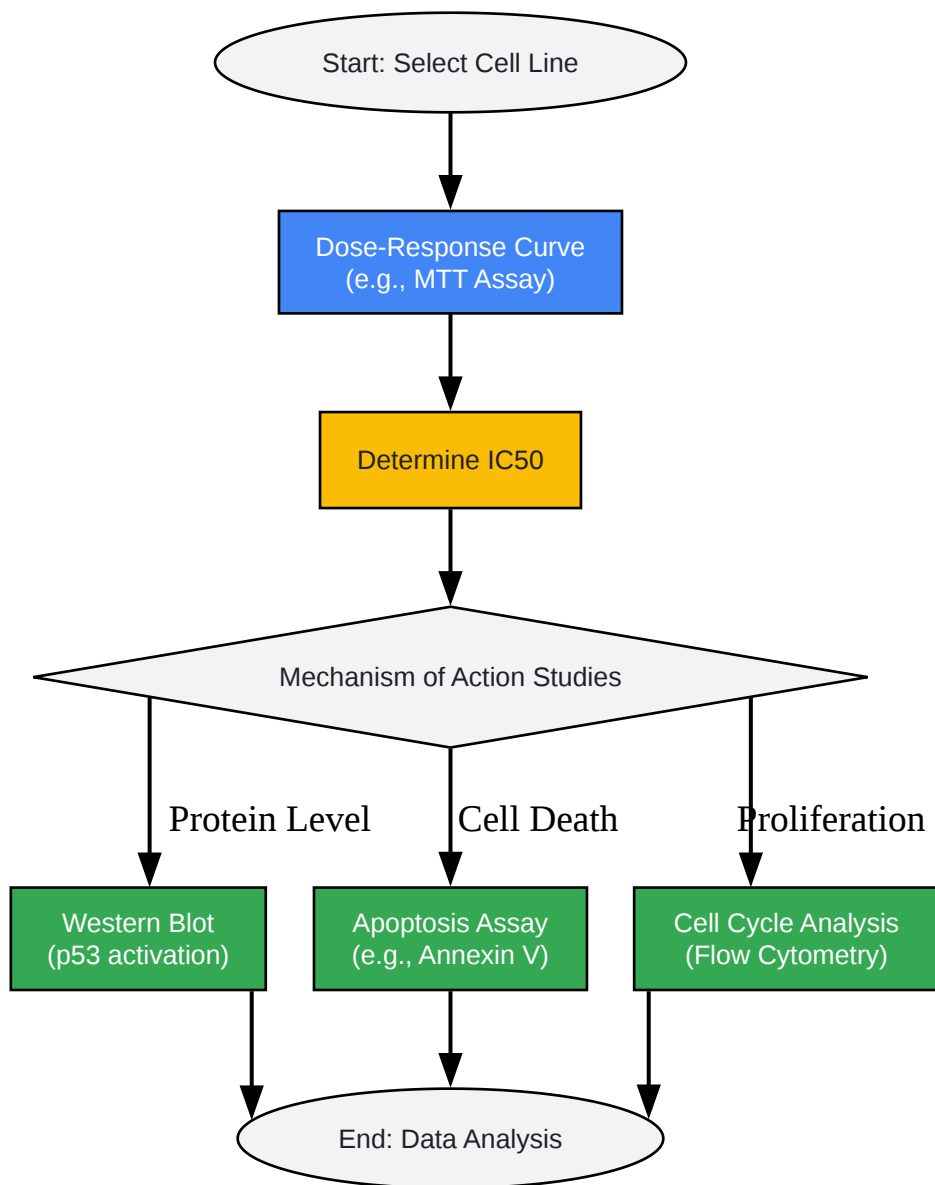 Start: Select Cell Line
Dose-Response Curve
(e.g., MTT Assay)
Determine IC50
Mechanism of Action Studies
Protein Level
Cell Death
Proliferation
Western Blot
(p53 activation)
Apoptosis Assay
(e.g., Annexin V)
Cell Cycle Analysis
(Flow Cytometry)
End: Data Analysis